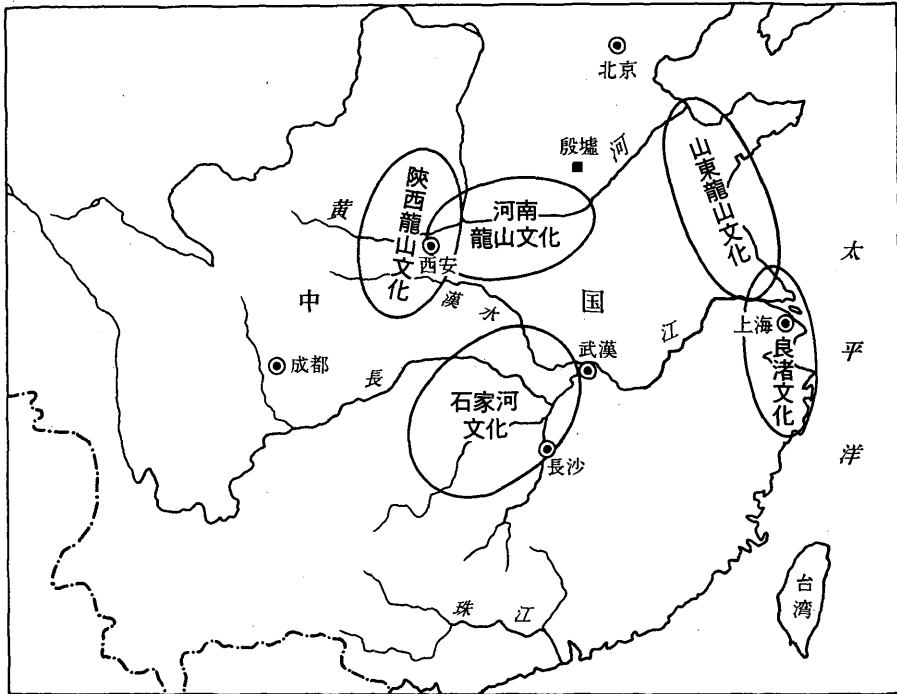 北京
殷墟
黄
河
陝西龍山文化
河南
龍山文化
山東龍山文化
西安
中
国
漢水
太平洋
上海
良渚文化
武漢
江
成都
長
石家河
文化
長沙
珠江
台湾